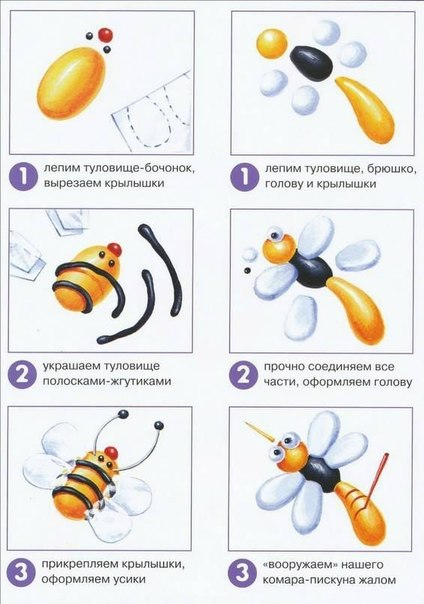 1
лепим туловище-бочонок,
вырезаем крылышки
1
лепим туловище, брюшко,
голову и крылышки
2
украшаем туловище
полосками-жгутиками
2
прочно соединяем все
части, оформляем голову
3
прикрепляем крылышки,
оформляем усики
3
«вооружаем» нашего
комара-пискуна жалом